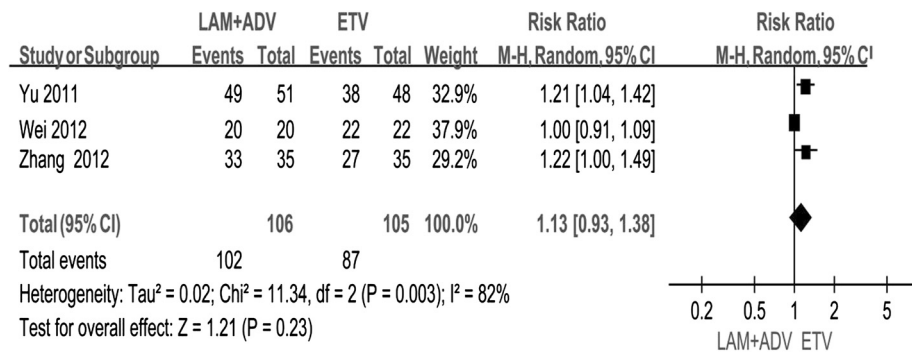 LAM+ADV ETV Risk Ratio Risk Ratio
Study or Subgroup Events Total Events Total Weight M-H, Random, 95% CI M-H, Random, 95% CI
Yu 2011 49 51 38 48 32.9% 1.21 [1.04, 1.42]
Wei 2012 20 20 22 22 37.9% 1.00 [0.91, 1.09]
Zhang 2012 33 35 27 35 29.2% 1.22 [1.00, 1.49]
Total (95% CI) 106 105 100.0% 1.13 [0.93, 1.38]
Total events 102 87
Heterogeneity: Tau² = 0.02; Chi² = 11.34, df = 2 (P = 0.003); I² = 82%
Test for overall effect: Z = 1.21 (P = 0.23)
0.2 0.5 1 2 5
LAM+ADV ETV